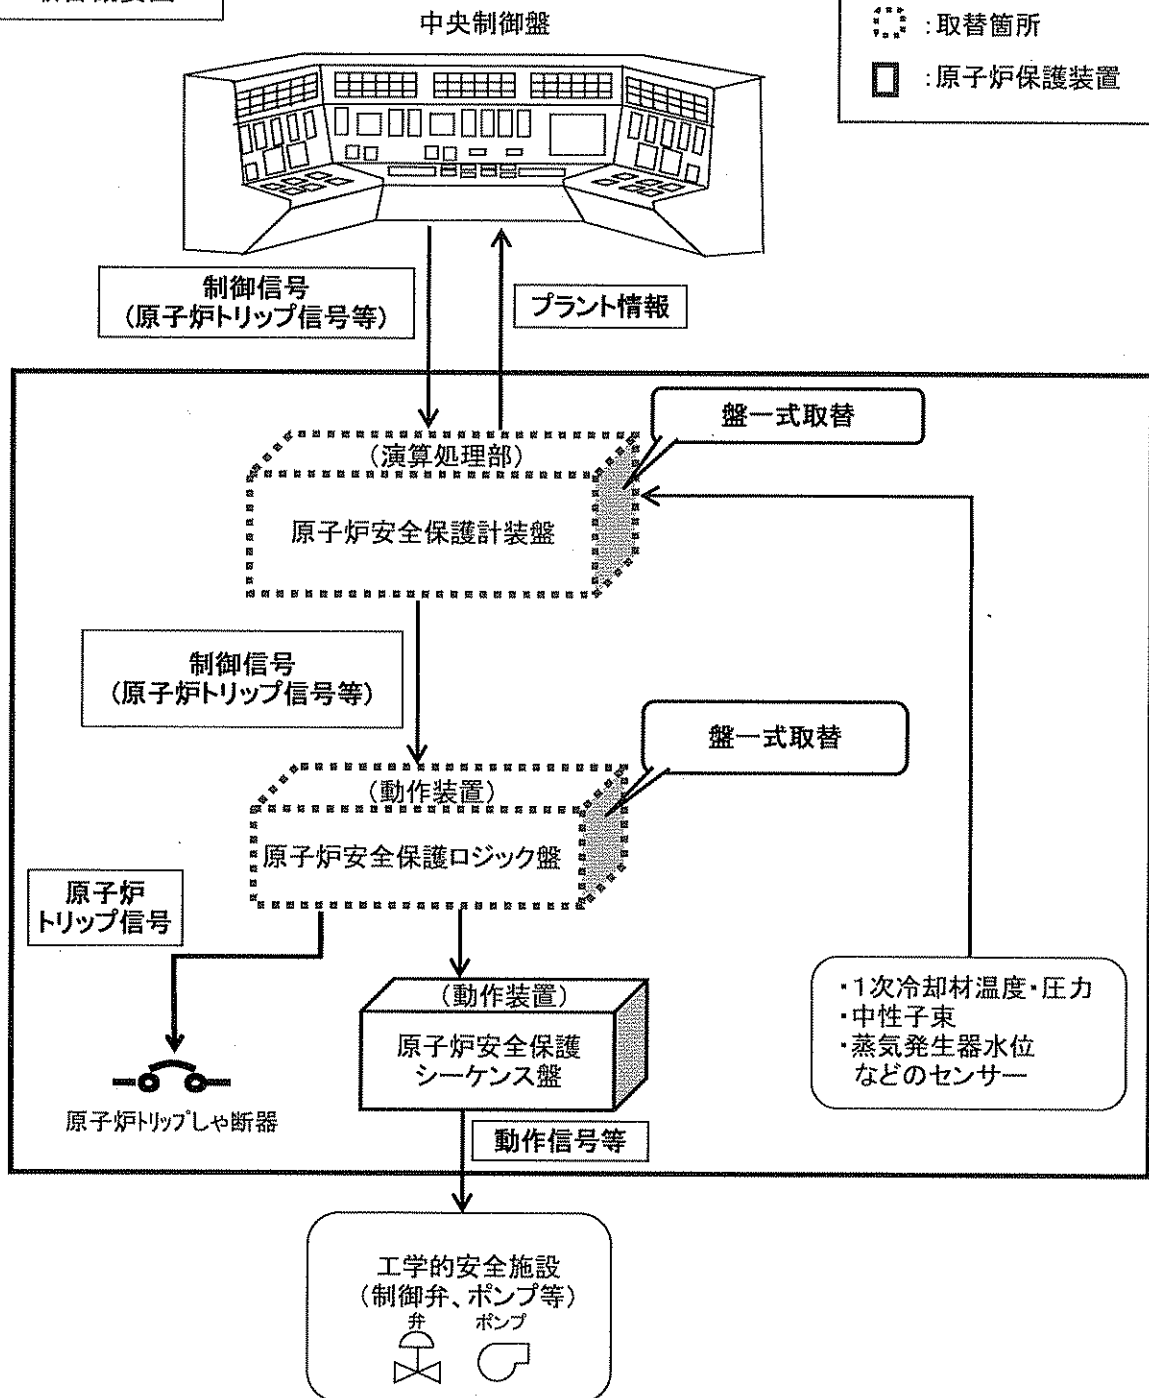 中央制御盤
:取替箇所
:原子炉保護装置
制御信号
(原子炉トリップ信号等)
プラント情報
盤一式取替
(演算処理部)
原子炉安全保護計装盤
制御信号
(原子炉トリップ信号等)
盤一式取替
(動作装置)
原子炉安全保護ロジック盤
原子炉
トリップ信号
(動作装置)
原子炉安全保護
シーケンス盤
・1次冷却材温度・圧力
・中性子束
・蒸気発生器水位
などのセンサー
原子炉トリップしゃ断器
動作信号等
工学的安全施設
(制御弁、ポンプ等)
弁
ポンプ